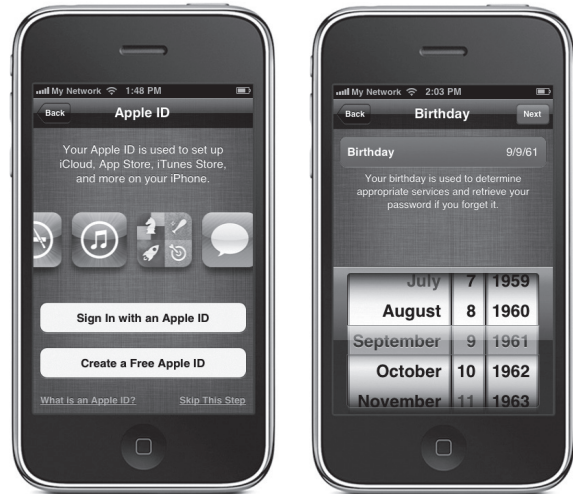 My Network 1:48 PM
Back
Apple ID
Your Apple ID is used to set up
iCloud, App Store, iTunes Store,
and more on your iPhone.
Sign In with an Apple ID
Create a Free Apple ID
What is an Apple ID?
Skip This Step
My Network 2:03 PM
Back
Birthday
Next
Birthday 9/9/61
Your birthday is used to determine
appropriate services and retrieve your
password if you forget it.
July 7 1959
August 8 1960
September 9 1961
October 10 1962
November 11 1963